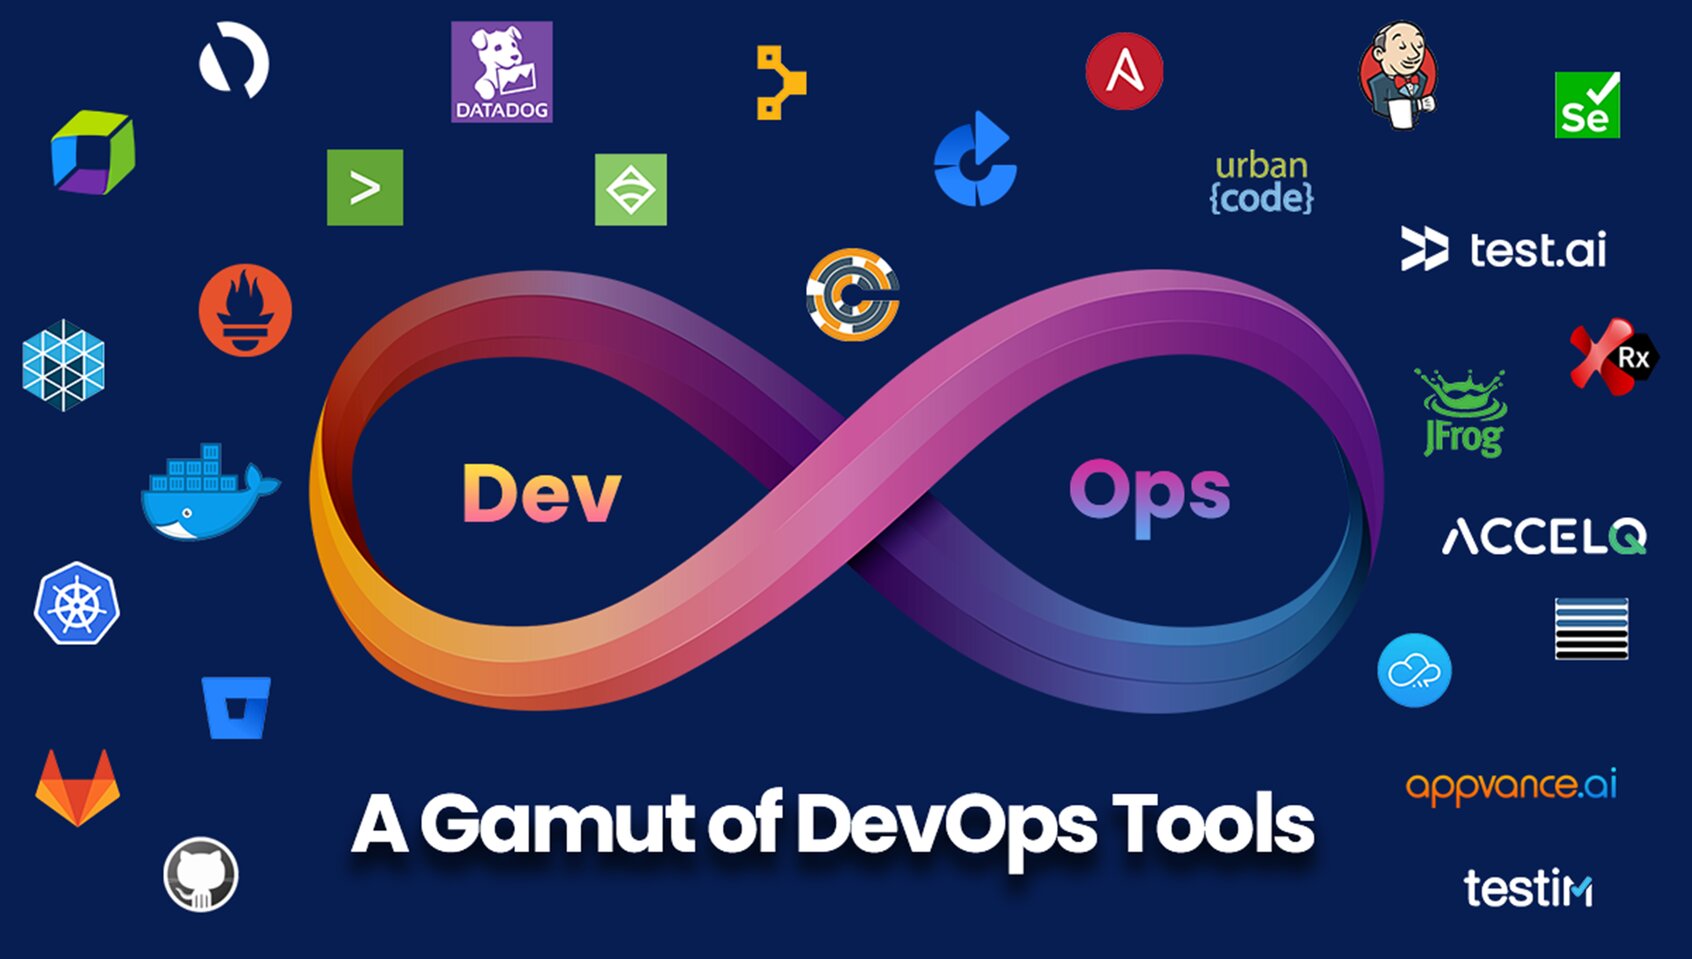 DATADOG
Se
urban
{code}
test.ai
Rx
JFrog
Dev
Ops
ACCELQ
appvance.ai
A Gamut of DevOps Tools
testim